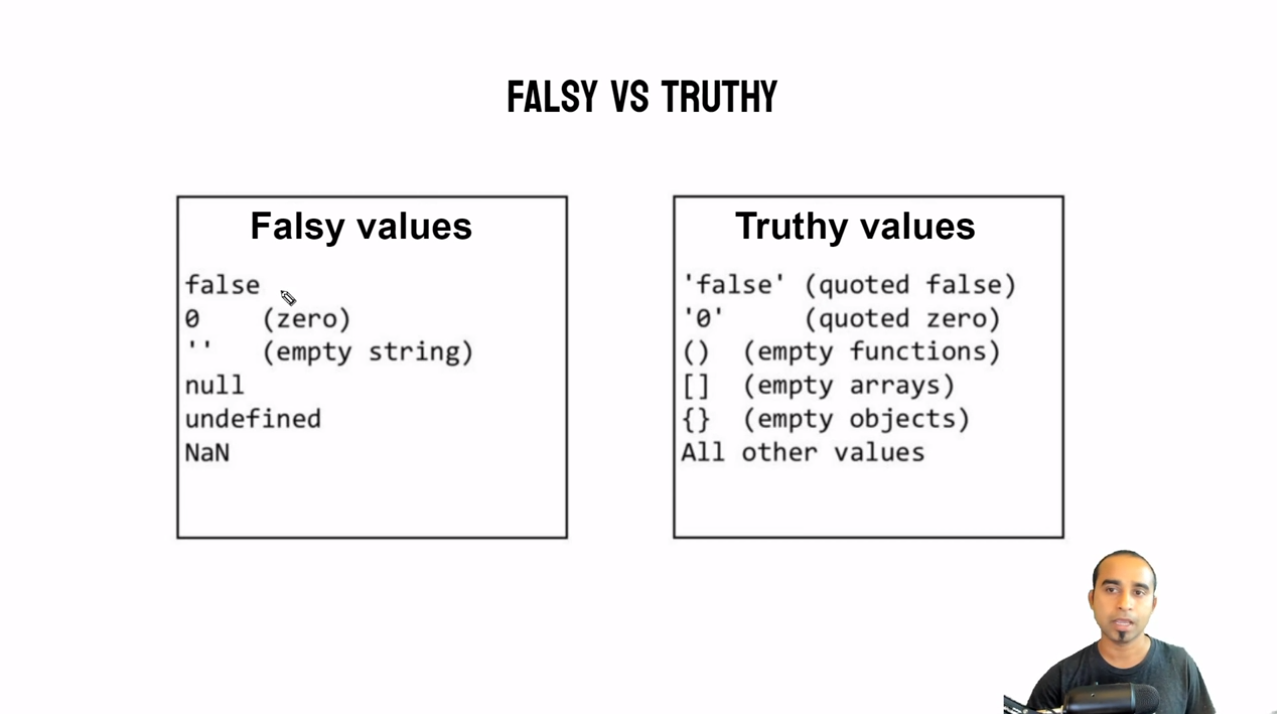 FALSY VS TRUTHY
Falsy values
false
0 (zero)
'' (empty string)
null
undefined
NaN
Truthy values
'false' (quoted false)
'0' (quoted zero)
() (empty functions)
[] (empty arrays)
{} (empty objects)
All other values